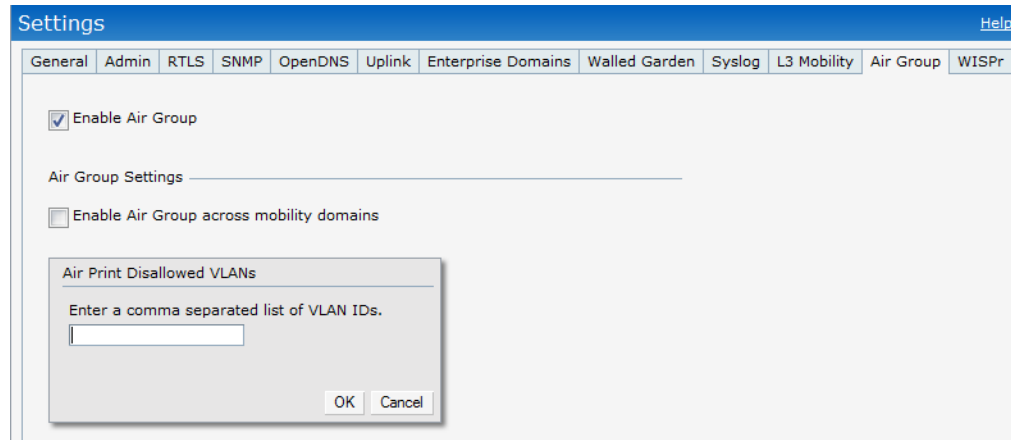 Settings
Help
General Admin RTLS SNMP OpenDNS Uplink Enterprise Domains Walled Garden Syslog L3 Mobility Air Group WISPr
Enable Air Group
Air Group Settings
Enable Air Group across mobility domains
Air Print Disallowed VLANs
Enter a comma separated list of VLAN IDs.
OK Cancel